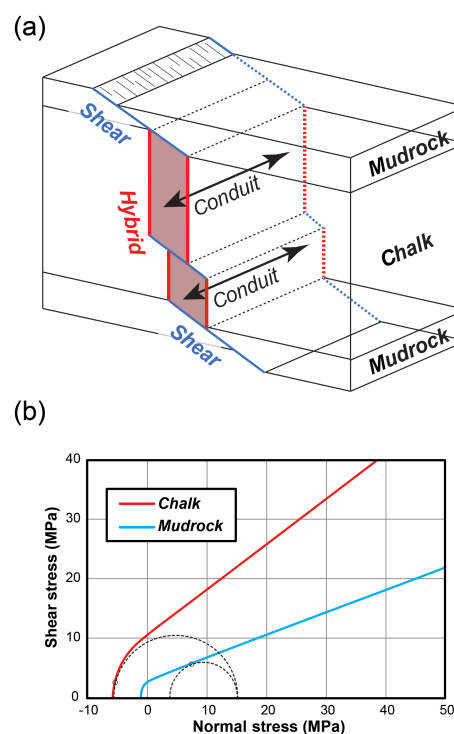 (a)
Shear
Mudrock
Hybrid
Conduit
Chalk
Conduit
Shear
Mudrock
(b)
Shear stress (MPa)
40
30
20
10
0
Chalk
Mudrock
-10 0 10 20 30 40 50
Normal stress (MPa)